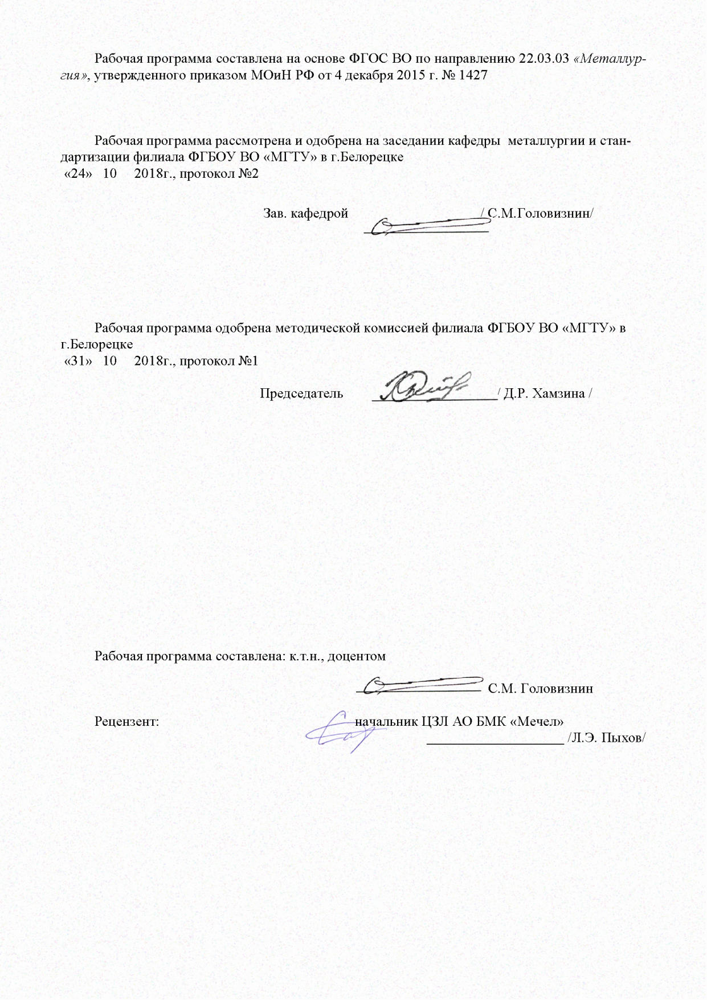 Рабочая программа составлена на основе ФГОС ВО по направлению 22.03.03 «Металлур-
гия», утвержденного приказом МОиН РФ от 4 декабря 2015 г. № 1427
Рабочая программа рассмотрена и одобрена на заседании кафедры металлургии и стан-
дартизации филиала ФГБОУ ВО «МГТУ» в г.Белорецке
«24» 10 2018г., протокол №2
Зав. кафедрой / С.М.Головизнин/
Рабочая программа одобрена методической комиссией филиала ФГБОУ ВО «МГТУ» в
г.Белорецке
«31» 10 2018г., протокол №1
Председатель / Д.Р. Хамзина /
Рабочая программа составлена: к.т.н., доцентом
С.М. Головизнин
Рецензент: начальник ЦЗЛ АО БМК «Мечел»
/Л.Э. Пыхов/